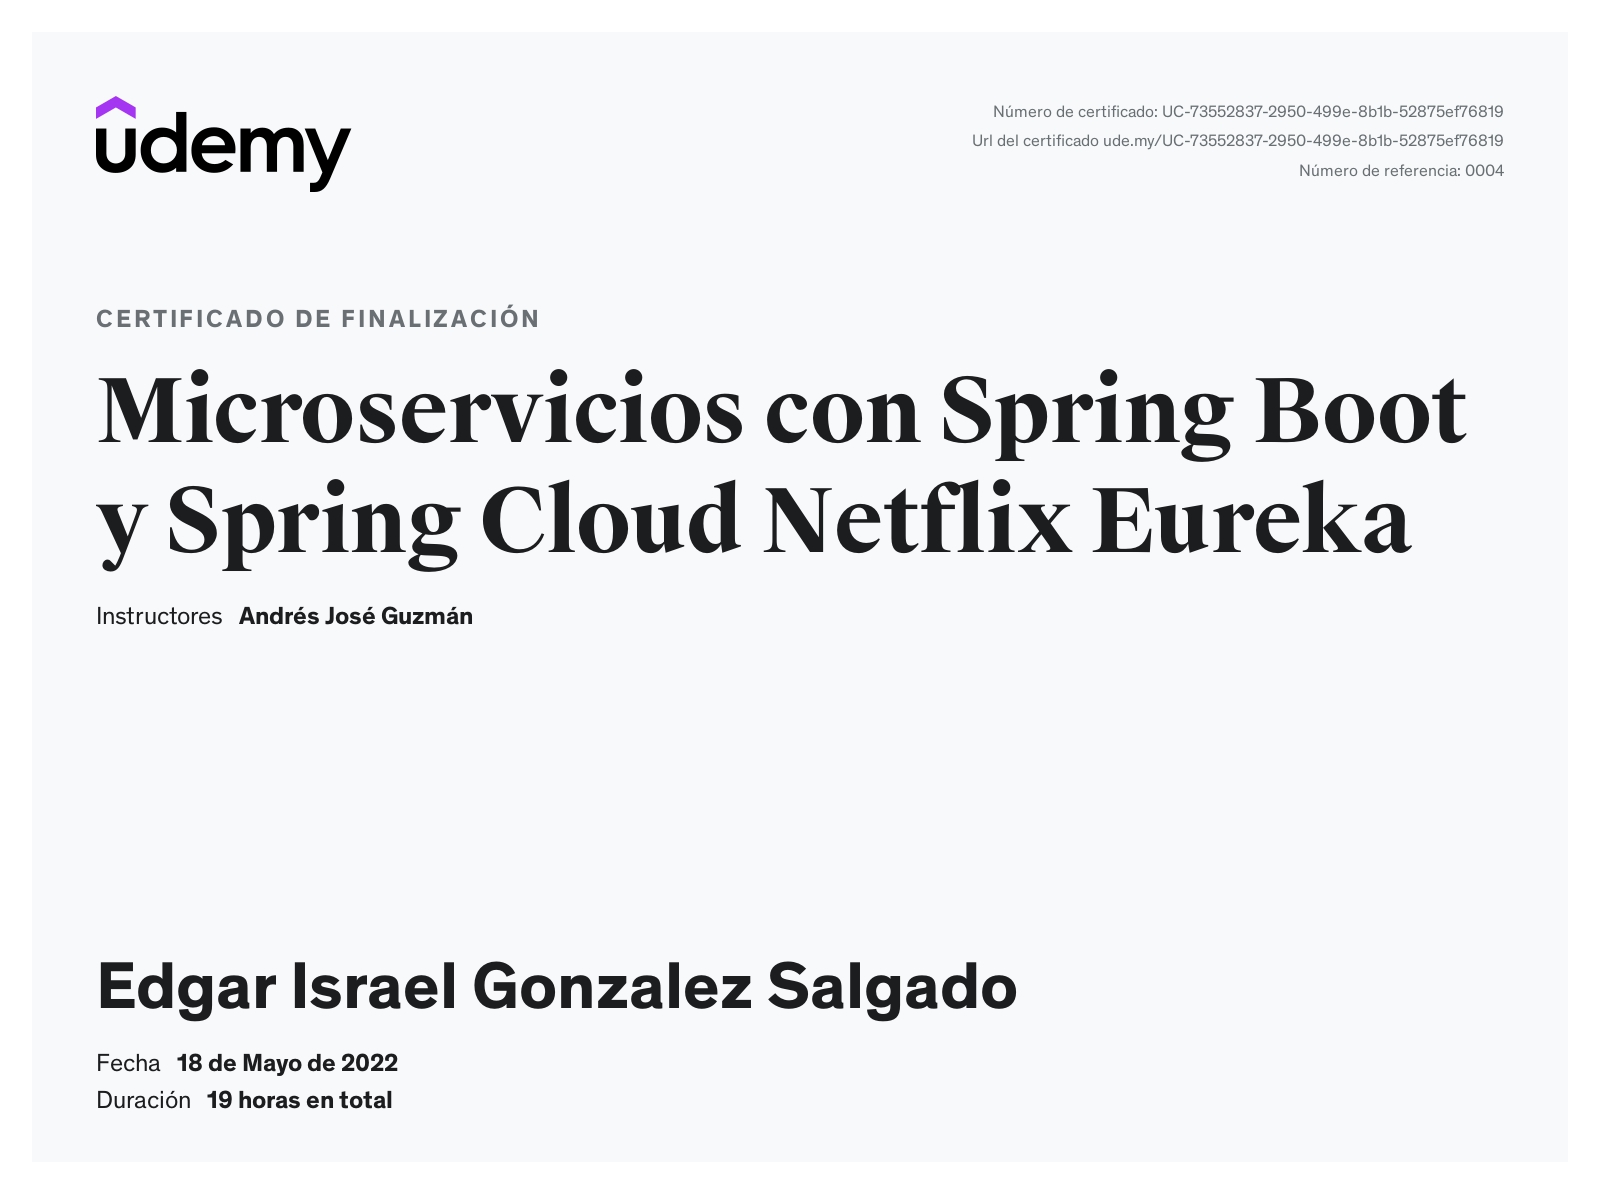 udemy
Número de certificado: UC-73552837-2950-499e-8b1b-52875ef76819
Url del certificado ude.my/UC-73552837-2950-499e-8b1b-52875ef76819
Número de referencia: 0004
CERTIFICADO DE FINALIZACIÓN
Microservicios con Spring Boot
y Spring Cloud Netflix Eureka
Instructores Andrés José Guzmán
Edgar Israel Gonzalez Salgado
Fecha 18 de Mayo de 2022
Duración 19 horas en total